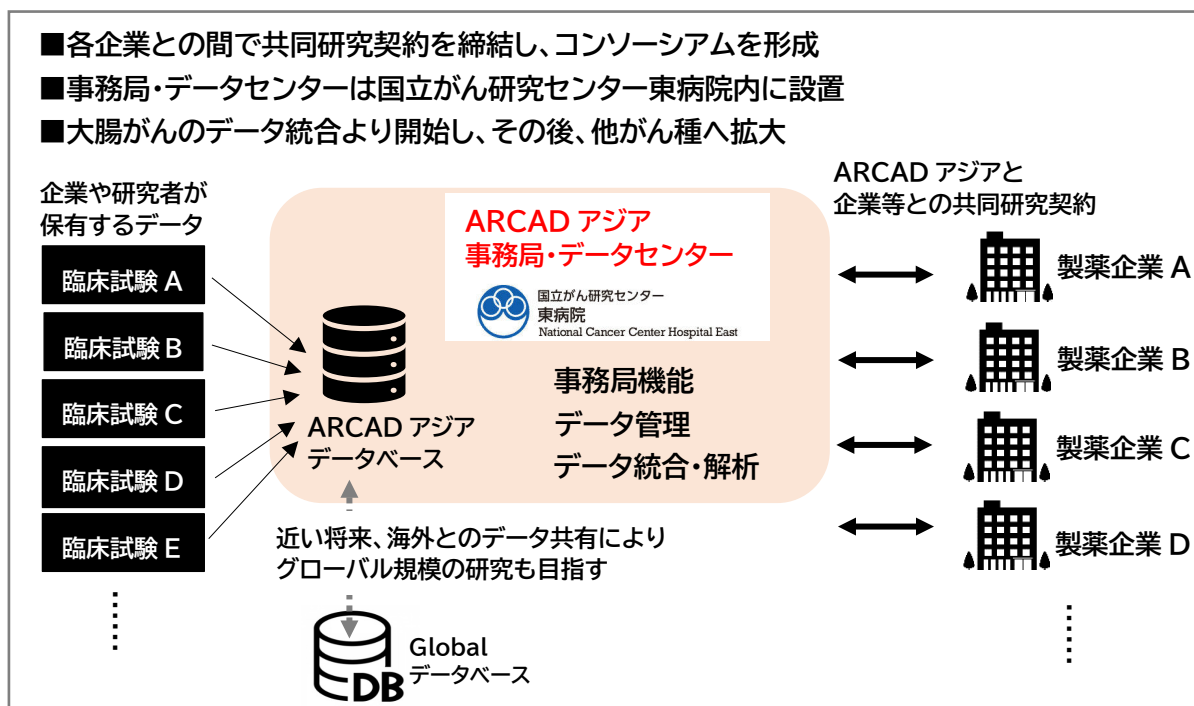 ■各企業との間で共同研究契約を締結し、コンソーシアムを形成
■事務局・データセンターは国立がん研究センター東病院内に設置
■大腸がんのデータ統合より開始し、その後、他がん種へ拡大
企業や研究者が
保有するデータ
臨床試験 A
臨床試験 B
臨床試験 C
臨床試験 D
臨床試験 E
ARCAD アジア
事務局・データセンター
国立がん研究センター
東病院
National Cancer Center Hospital East
ARCAD アジア
データベース
事務局機能
データ管理
データ統合・解析
近い将来、海外とのデータ共有により
グローバル規模の研究も目指す
DB
Global
データベース
ARCAD アジアと
企業等との共同研究契約
製薬企業 A
製薬企業 B
製薬企業 C
製薬企業 D